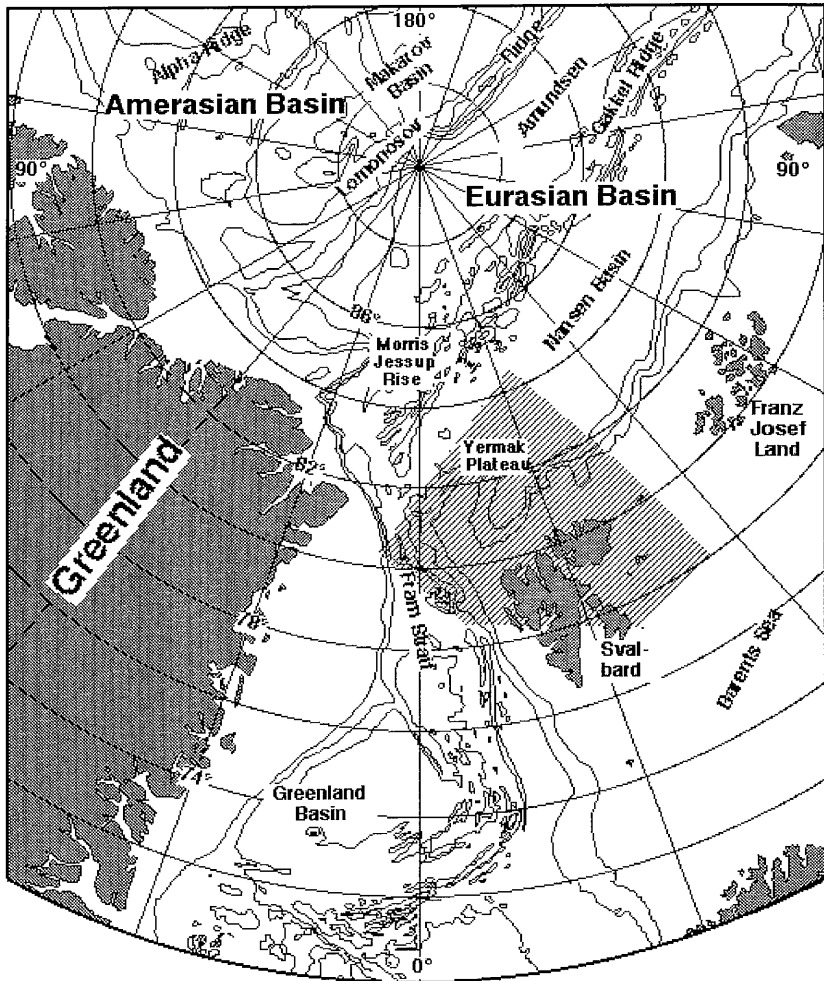 180°
Alpha Ridge
Makarov
Basin
Ridge
Amundsen
Gakkel Ridge
Amerasian Basin
Lomonosov
90°
90°
Eurasian Basin
Nansen Basin
86°
Morris
Jessup
Rise
Franz
Josef
Land
Yermak
Plateau
82°
Greenland
Fram Strait
78°
Sval-
bard
Barents Sea
74°
Greenland
Basin
0°